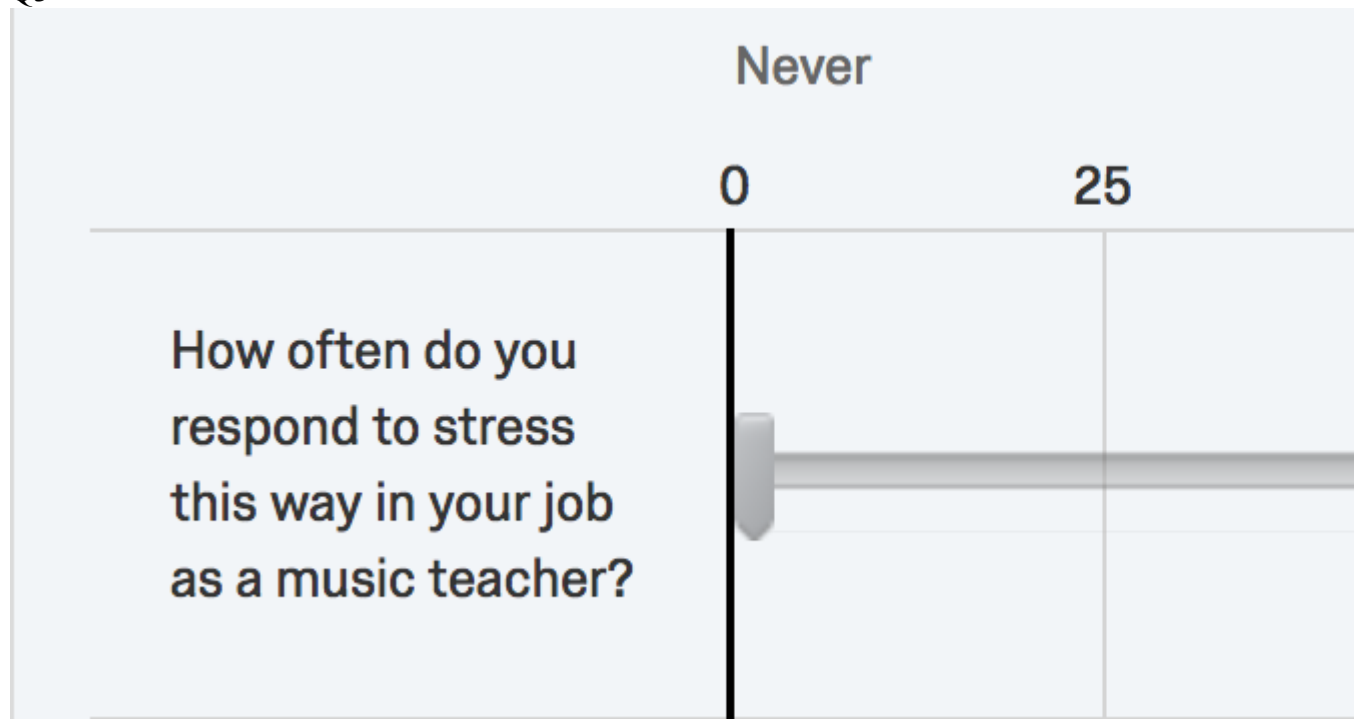 Never
0 25
How often do you
respond to stress
this way in your job
as a music teacher?